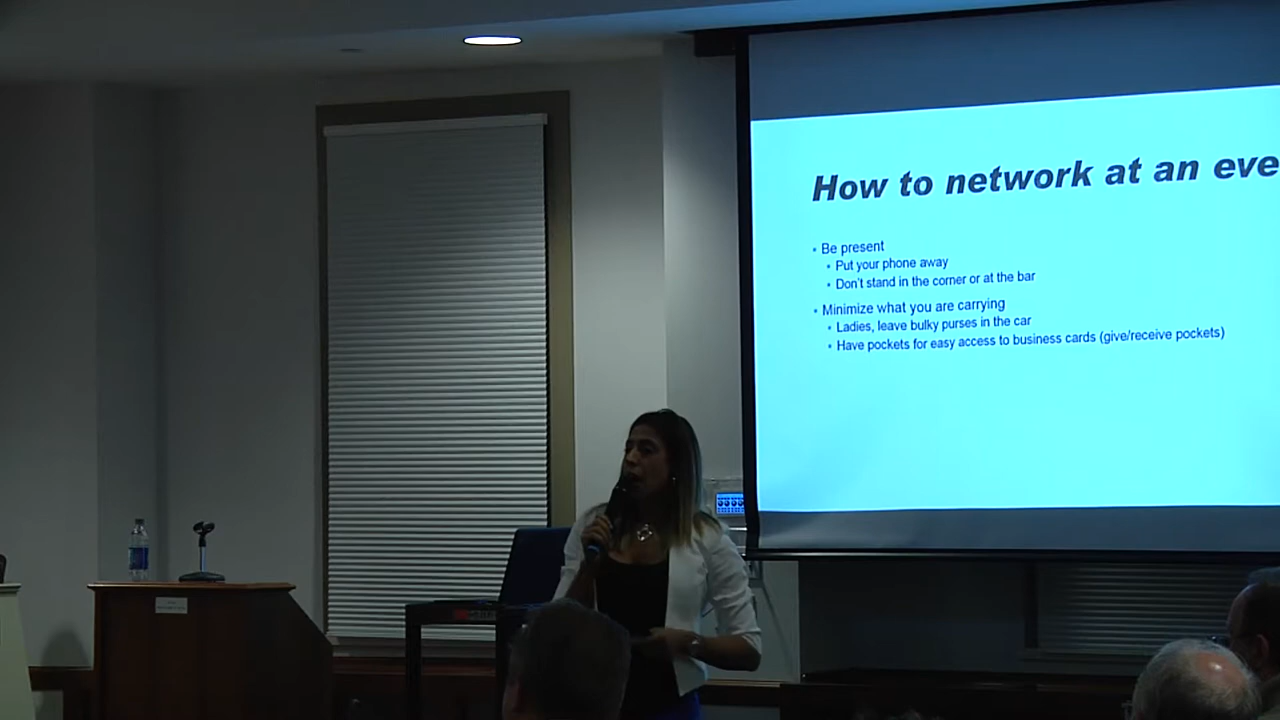 How to network at an eve
• Be present
• Put your phone away
• Don't stand in the corner or at the bar
• Minimize what you are carrying
• Ladies, leave bulky purses in the car
• Have pockets for easy access to business cards (give/receive pockets)